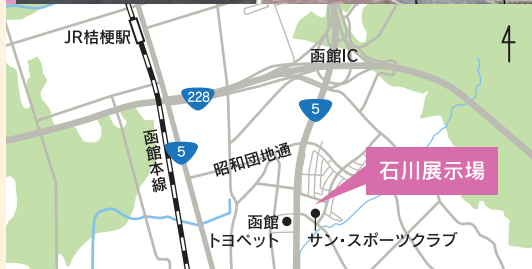 JR桔梗駅
函館IC
228
5
5
函館本線
昭和団地通
石川展示場
函館
トヨペット
サン・スポーツクラブ
4